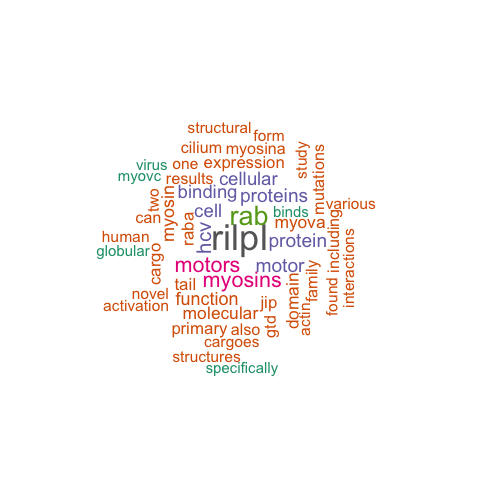 structural
form
cilium
myosina
study
virus
one
expression
mutations
myovc
results
cellular
two
binding
proteins
various
can
myosin
raba
cell
rab
binds
myova
human
hcv
rilpl
protein
including
globular
cargo
motors
motor
interactions
tail
myosins
family
found
novel
function
jip
domain
activation
molecular
gtd
actin
primary
also
cargoes
structures
specifically